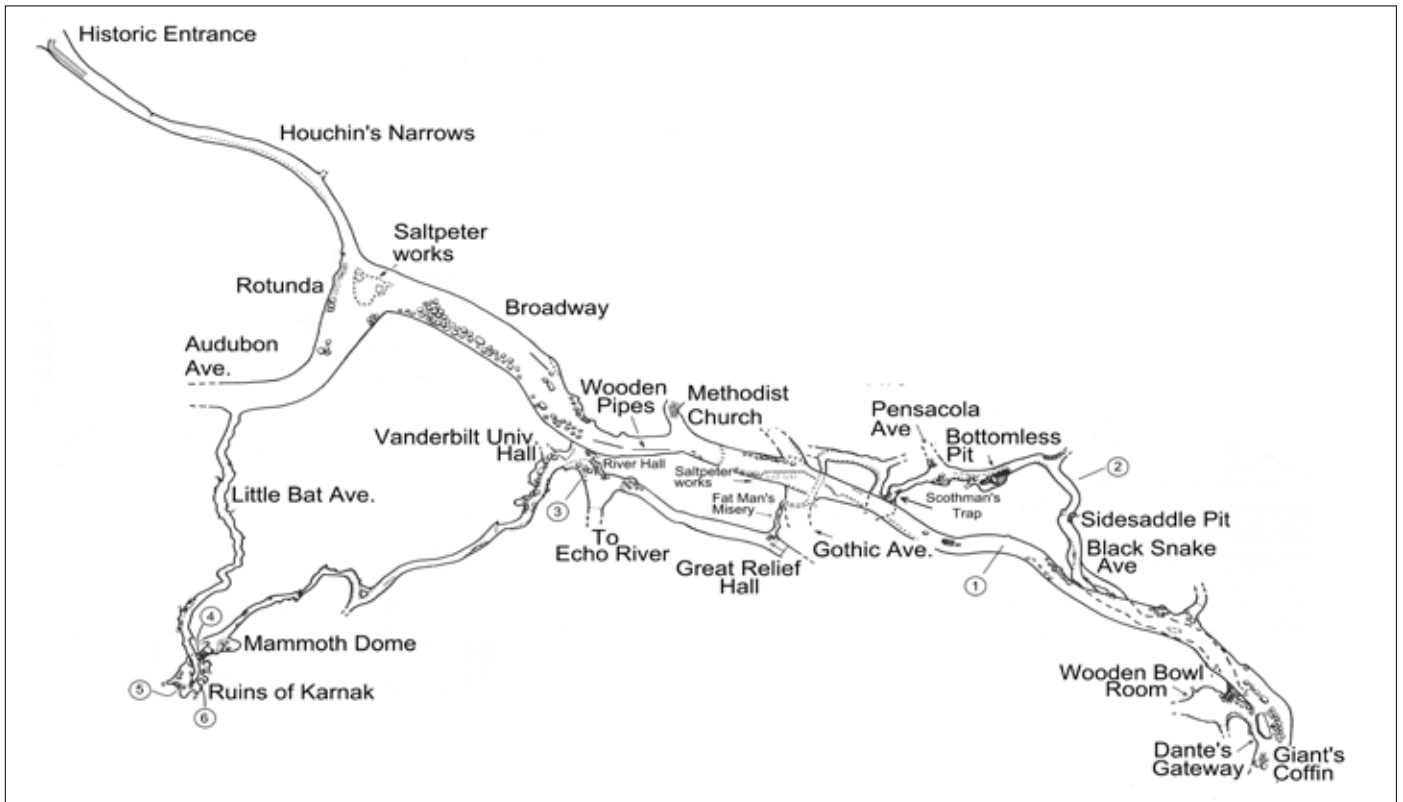 Historic Entrance
Houchin's Narrows
Saltpeter
works
Rotunda
Broadway
Audubon
Ave.
Wooden
Pipes
Methodist
Church
Pensacola
Ave
Bottomless
Pit
Vanderbilt Univ.
Hall
River Hall
Saltpeter
works
2
Little Bat Ave.
Fat Man's
Misery
Scothman's
Trap
3
Sidesaddle Pit
To
Echo River
Gothic Ave.
Black Snake
Ave
Great Relief
Hall
1
4
Mammoth Dome
Wooden Bowl
Room
5
Ruins of Karnak
6
Dante's
Gateway
Giant's
Coffin